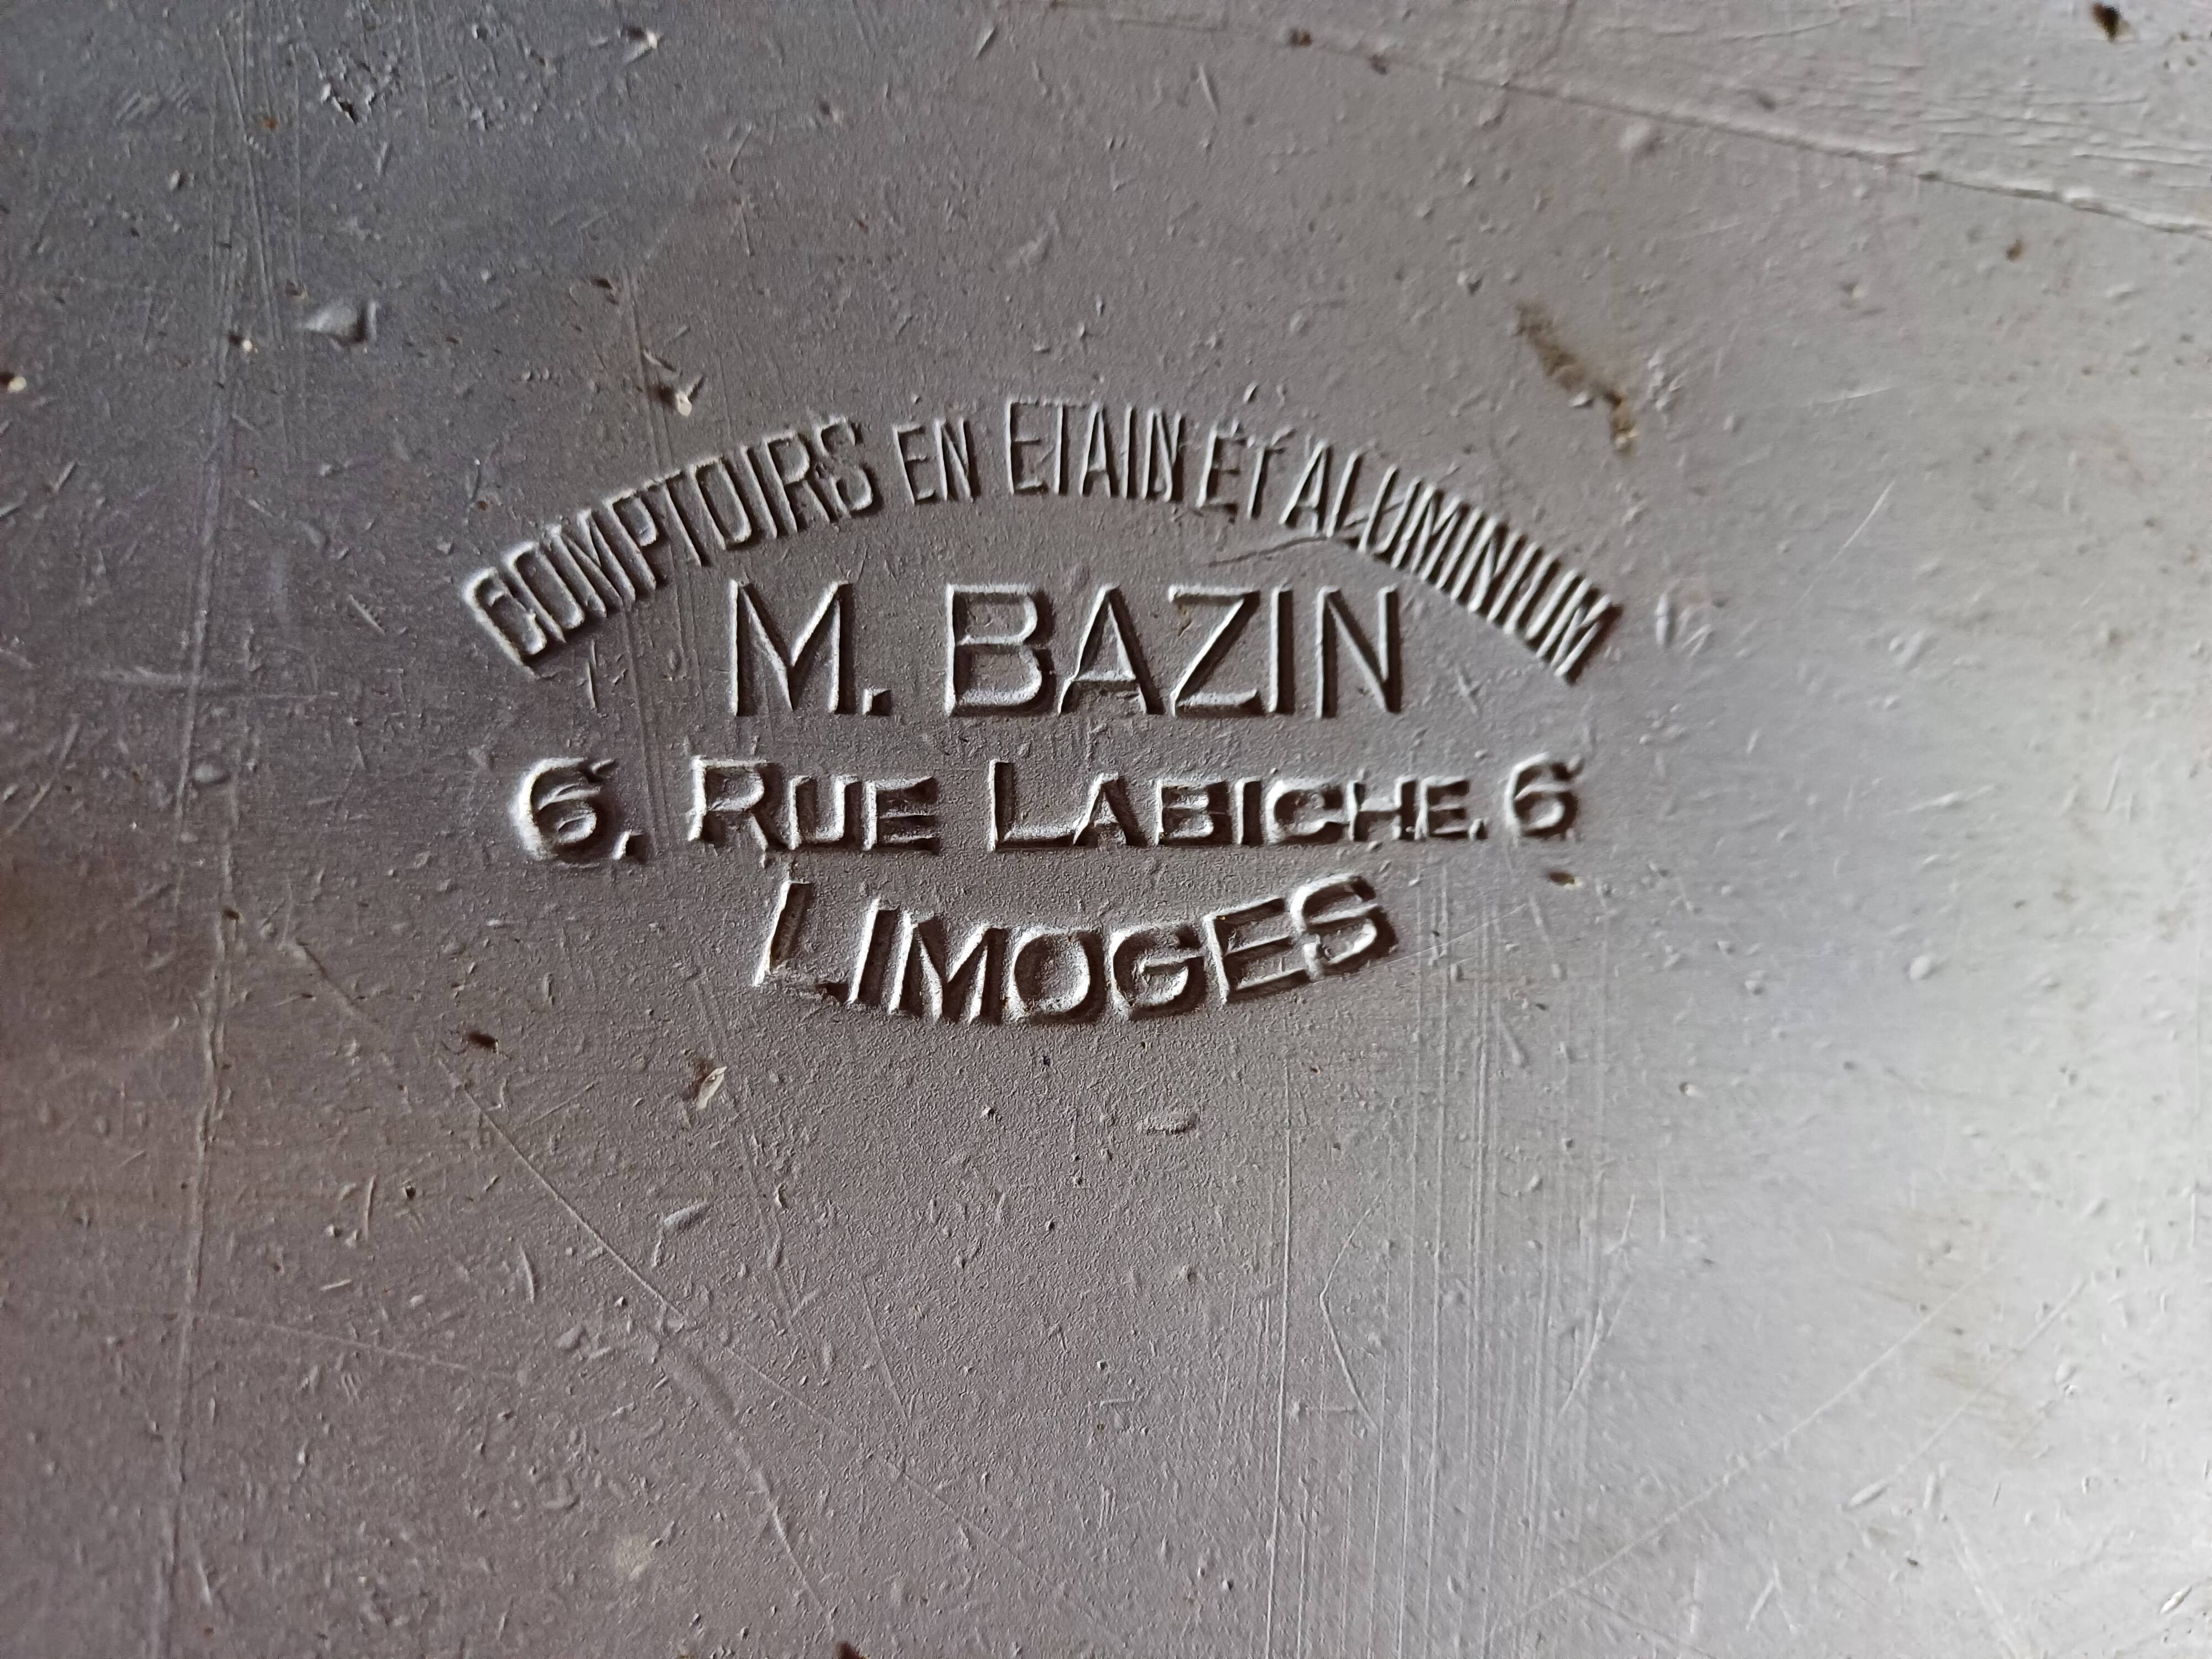 COMPTOIRS EN ETAIN ET ALUMINIUM
M. BAZIN
6. RUE LABICHE. 6
LIMOGES